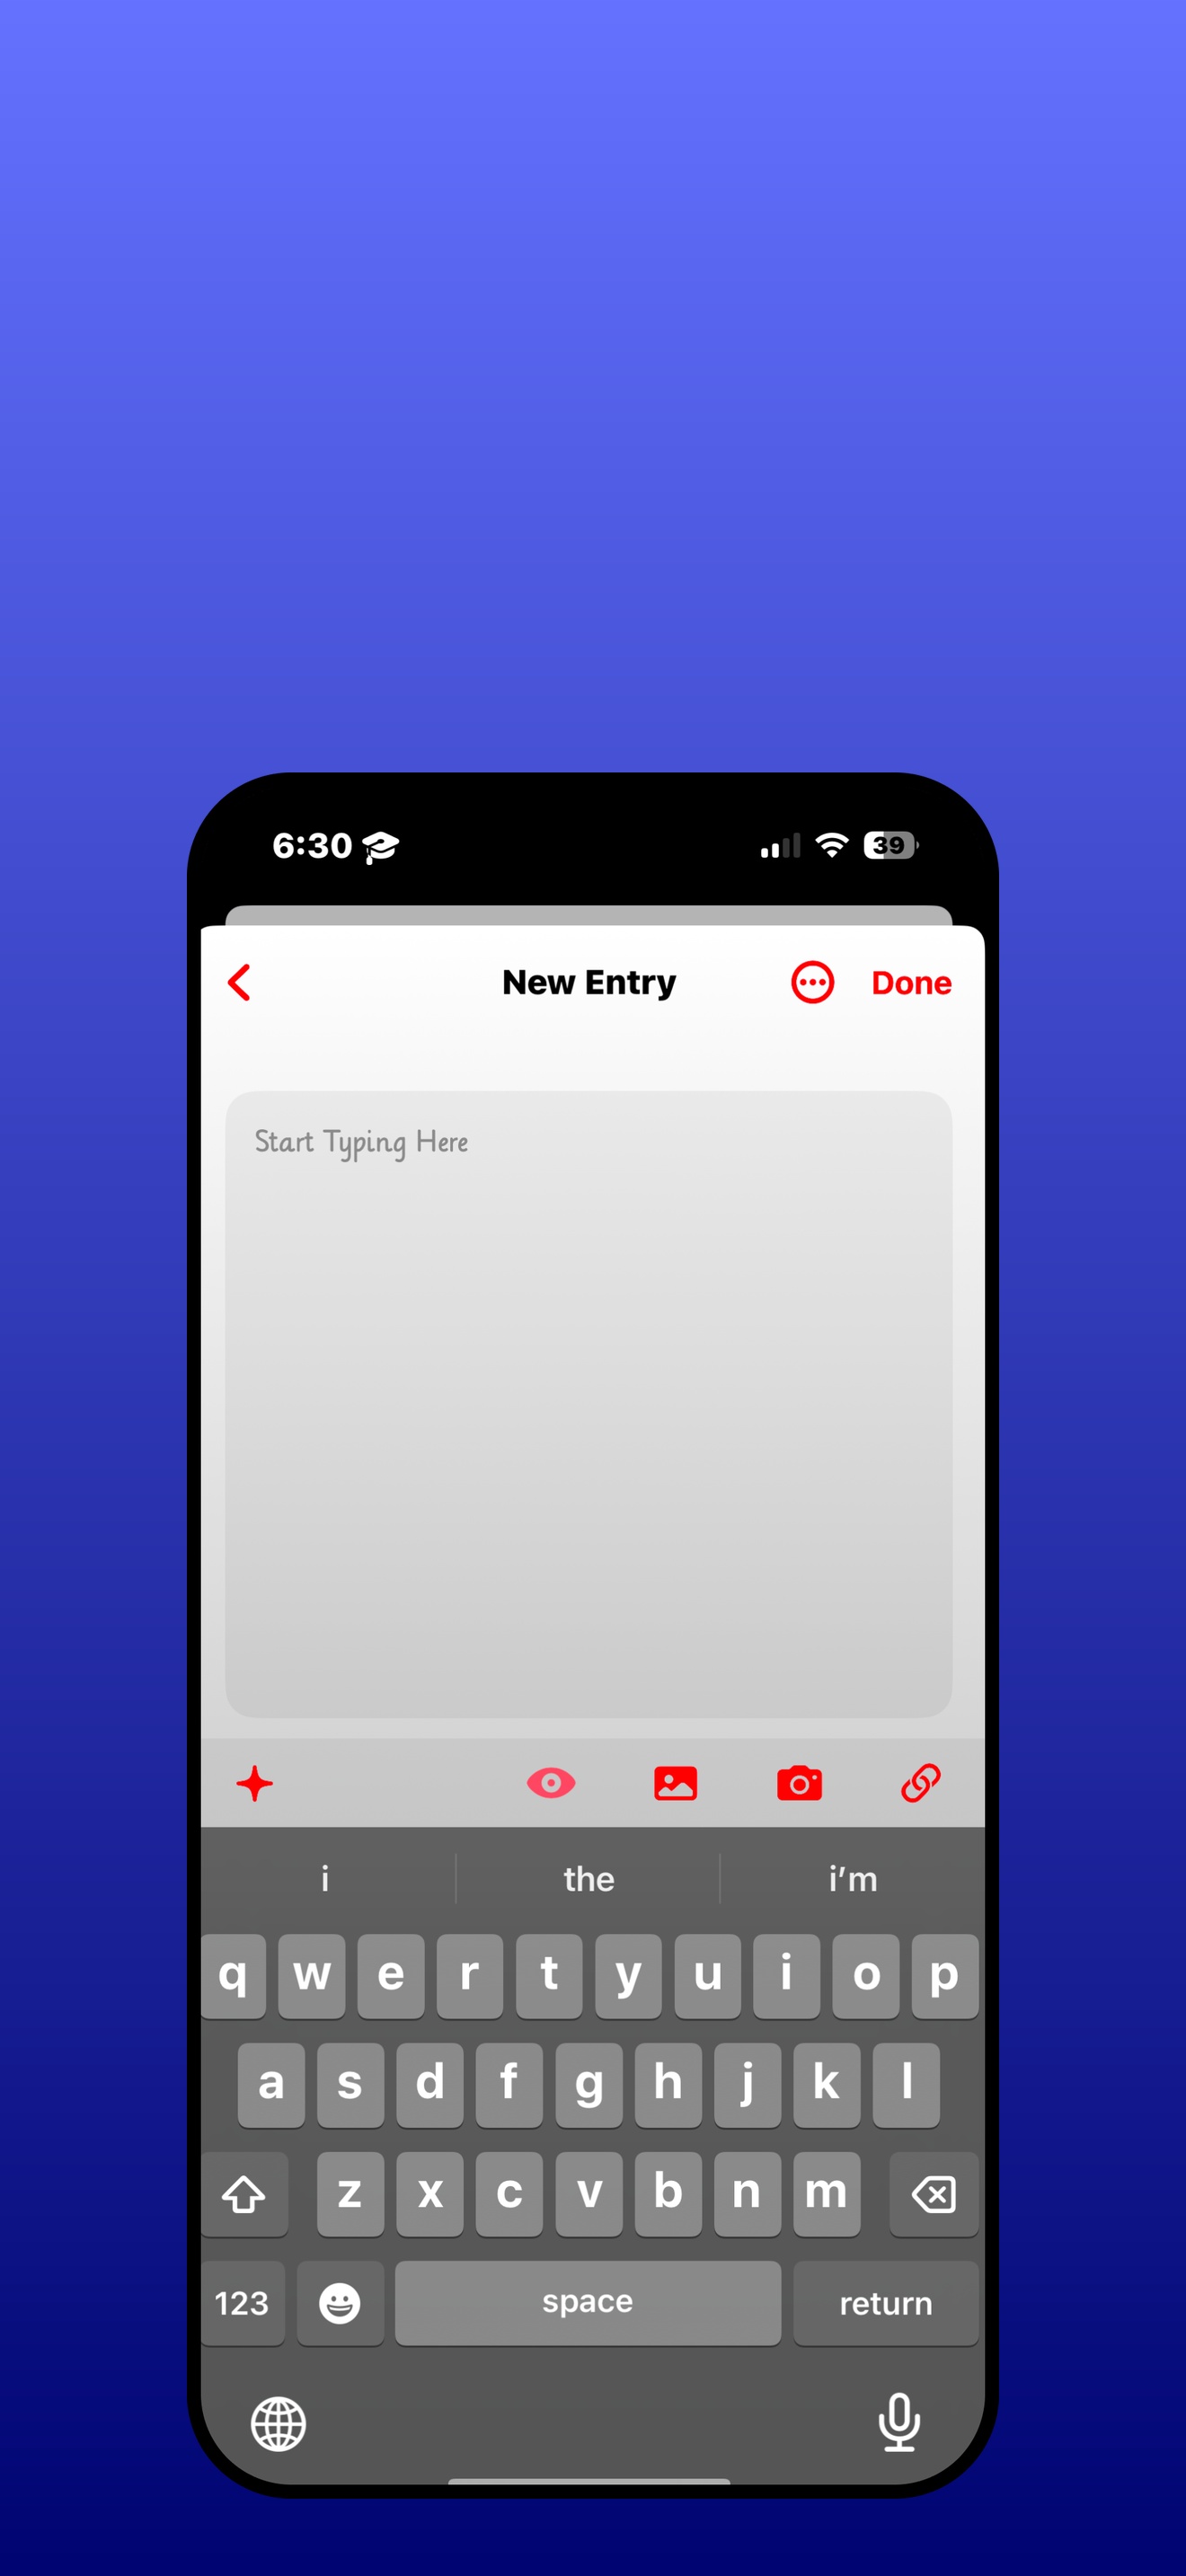 6:30 39
New Entry Done
Start Typing Here
i the i’m
q w e r t y u i o p
a s d f g h j k l
z x c v b n m
123 space return